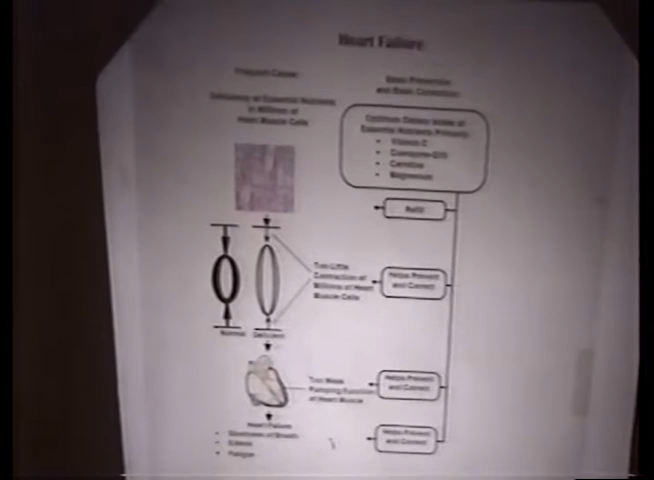 Heart Failure
Frequent Cause:
Basic Prevention
and Basic Correction:
Deficiency of Essential Nutrients
in Millions of
Heart Muscle Cells
Optimum Dietary Intake of
Essential Nutrients Primarily:
• Vitamin C
• Coenzyme-Q10
• Carnitine
• Magnesium
Refill
Too Little
Contraction of
Millions of Heart
Muscle Cells
Helps Prevent
and Correct
Normal Deficient
Too Weak
Pumping Function
of Heart Muscle
Helps Prevent
and Correct
Heart Failure
• Shortness of Breath
• Edema
• Fatigue
Helps Prevent
and Correct